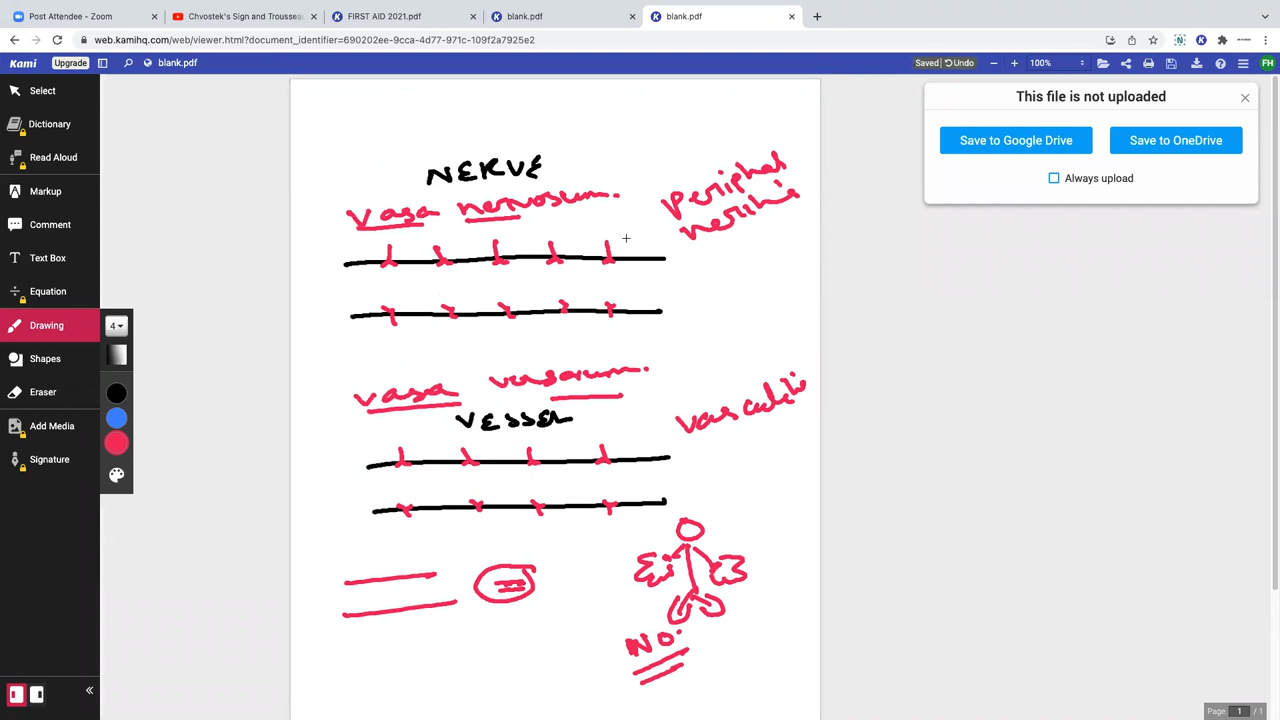 Post Attendee - Zoom
Chvostek's Sign and Trousseau
FIRST AID 2021.pdf
blank.pdf
blank.pdf
web.kamihq.com/web/viewer.html?document_identifier=690202ee-9cca-4d77-971c-109f2a7925e2
Kami
Upgrade
blank.pdf
Saved
Undo
100%
FH
Select
Dictionary
Read Aloud
Markup
Comment
Text Box
Equation
Drawing
4
Shapes
Eraser
Add Media
Signature
This file is not uploaded
Save to Google Drive
Save to OneDrive
Always upload
NERVE
vasa nervosum.
vasa vasorum.
VESSEL
NO.
Page: 1 / 1